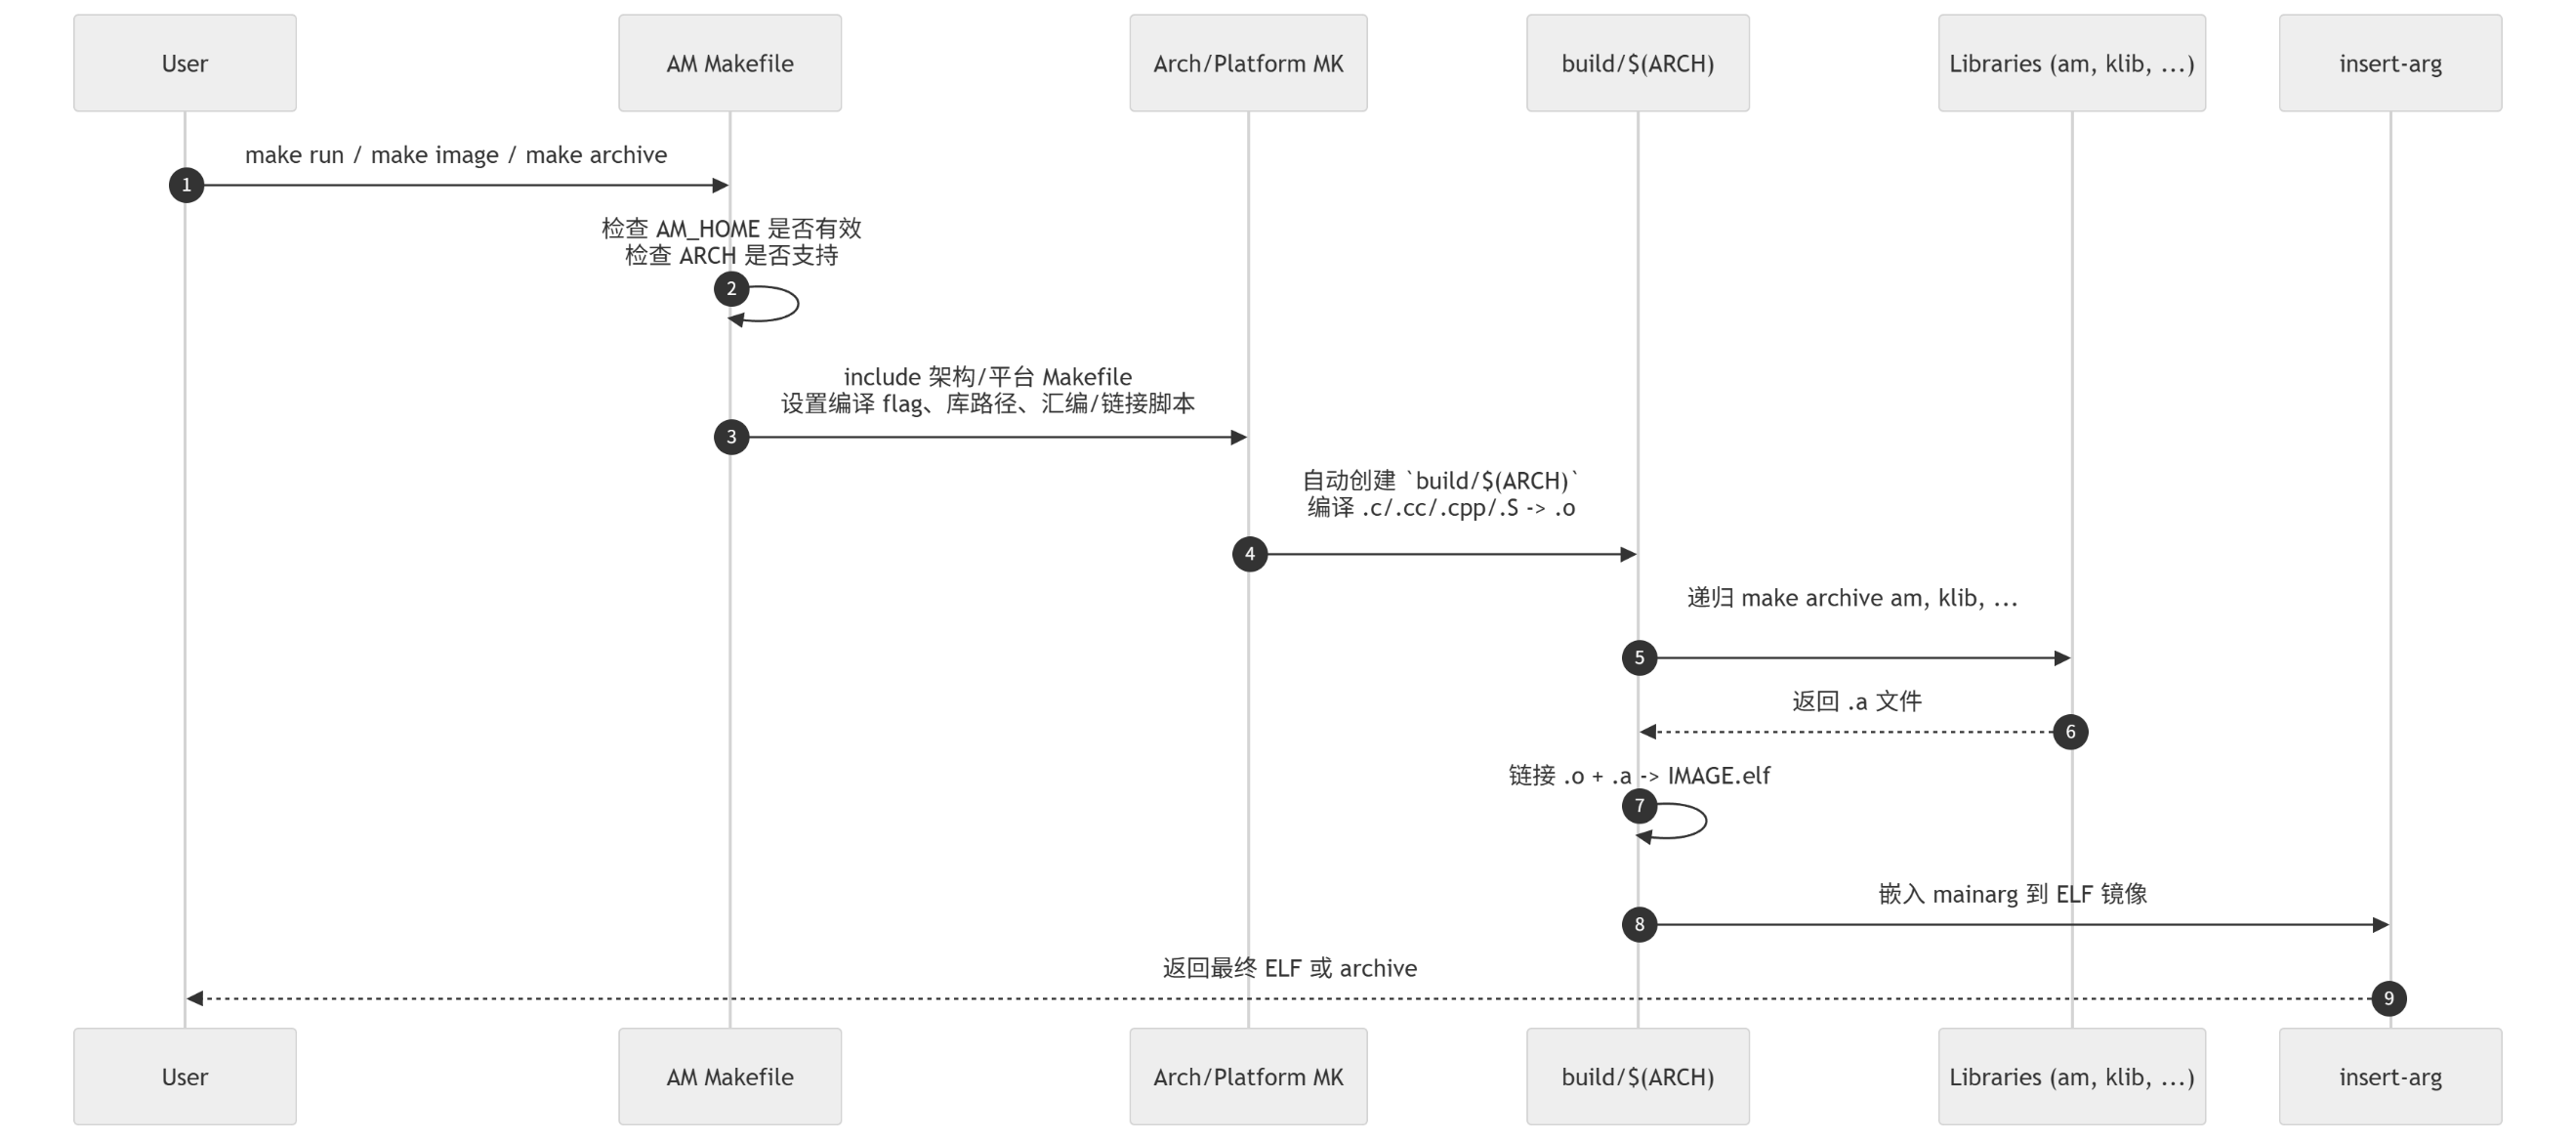 User
AM Makefile
Arch/Platform MK
build/$(ARCH)
Libraries (am, klib, ...)
insert-arg
make run / make image / make archive
1
检查 AM_HOME 是否有效
检查 ARCH 是否支持
2
include 架构/平台 Makefile
设置编译 flag、库路径、汇编/链接脚本
3
自动创建 `build/$(ARCH)`
编译 .c/.cc/.cpp/.S -> .o
4
递归 make archive am, klib, ...
5
返回 .a 文件
6
链接 .o + .a -> IMAGE.elf
7
嵌入 mainarg 到 ELF 镜像
8
返回最终 ELF 或 archive
9
User
AM Makefile
Arch/Platform MK
build/$(ARCH)
Libraries (am, klib, ...)
insert-arg